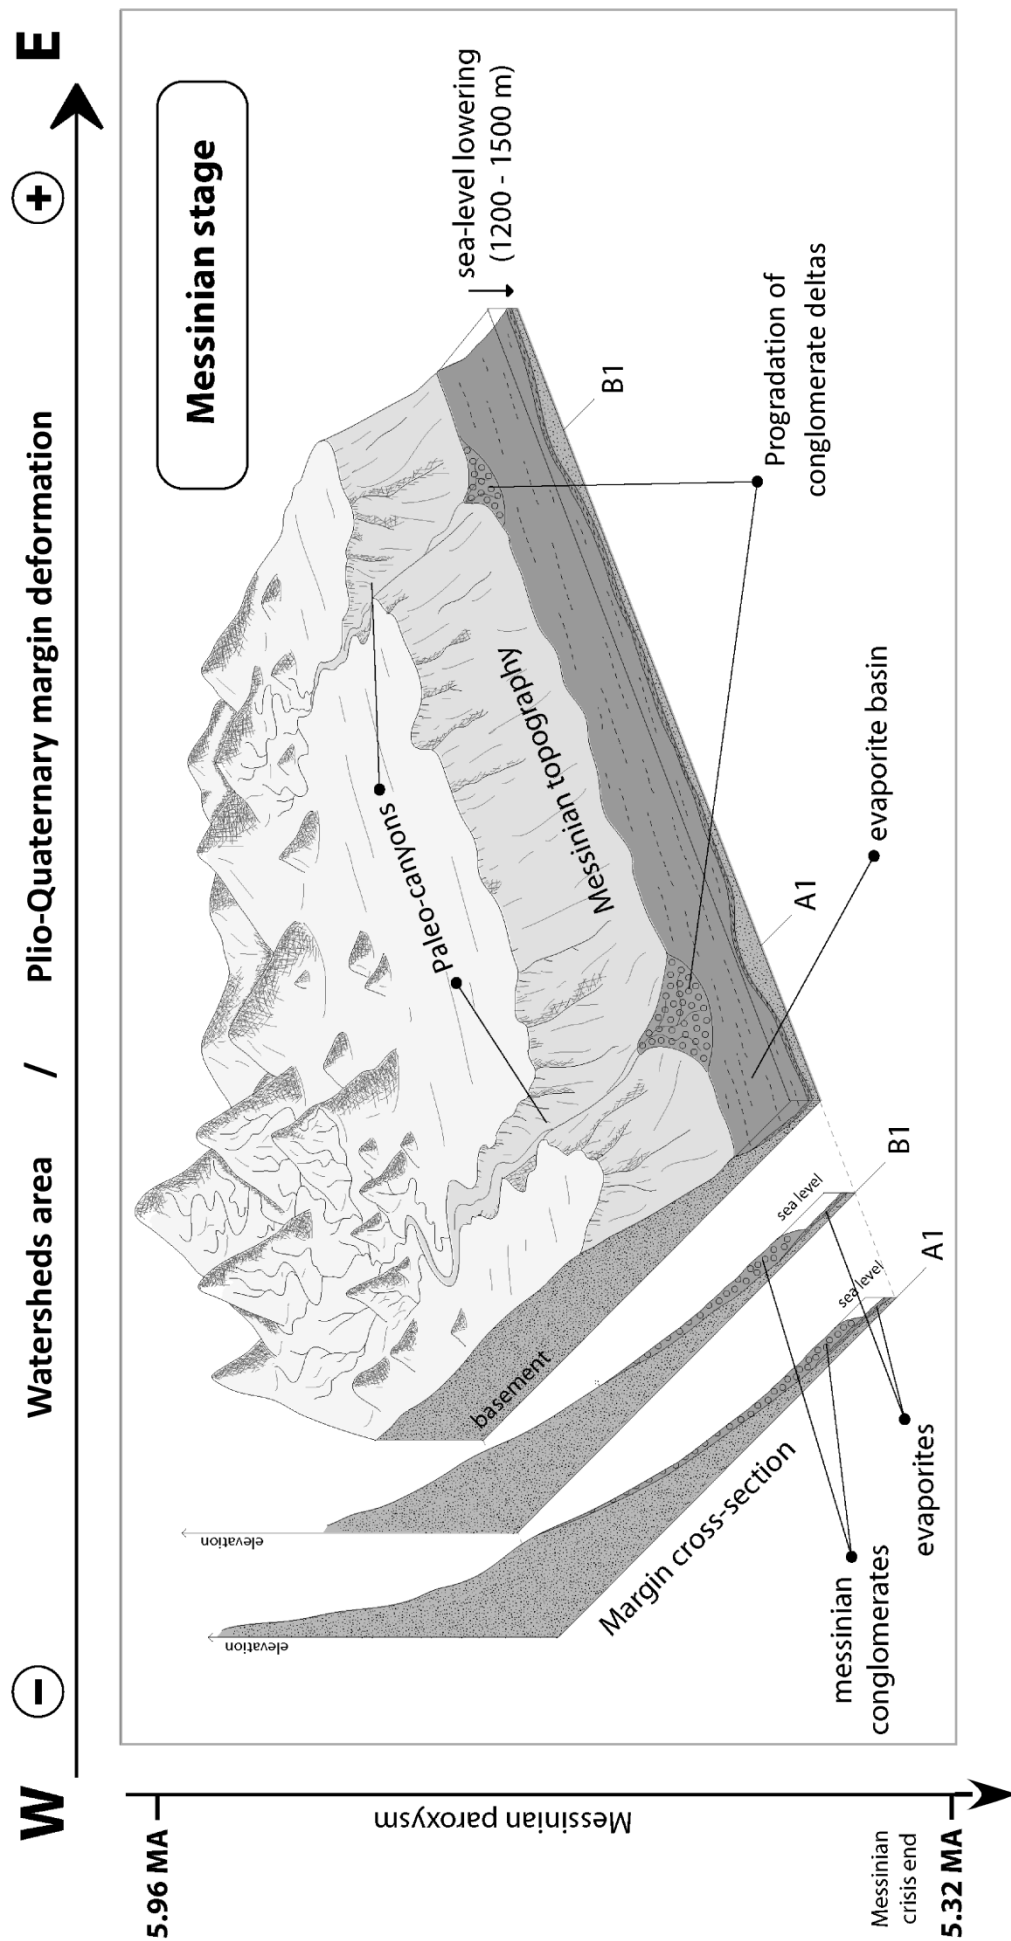 W
−
Watersheds area / Plio-Quaternary margin deformation
+
E
5.96 MA
Messinian paroxysm
Messinian
crisis end
5.32 MA
Messinian stage
sea-level lowering
(1200 - 1500 m)
Paleo-canyons
Messinian topography
basement
elevation
elevation
Margin cross-section
sea level
sea level
B1
A1
A1
B1
Progradation of
conglomerate deltas
evaporite basin
messinian
conglomerates
evaporites